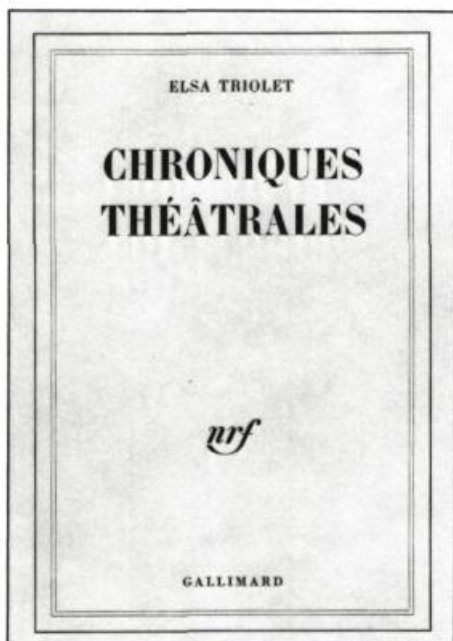 ELSA TRIOLET
CHRONIQUES
THÉÂTRALES
nrf
GALLIMARD